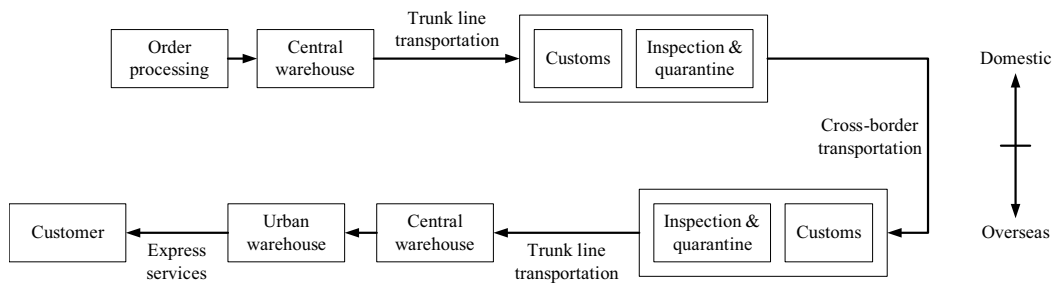 Order
processing
Central
warehouse
Trunk line
transportation
Customs
Inspection &
quarantine
Domestic
Cross-border
transportation
Overseas
Customer
Express
services
Urban
warehouse
Central
warehouse
Trunk line
transportation
Inspection &
quarantine
Customs